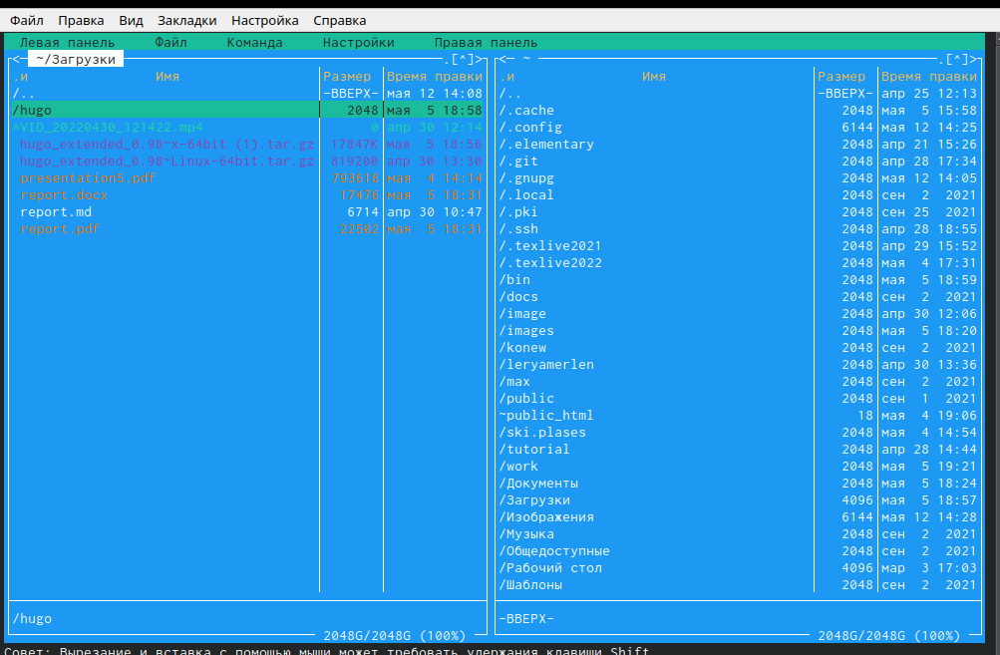 Файл Правка Вид Закладки Настройка Справка
Левая панель Файл Команда Настройки Правая панель
<─ ~/Загрузки .[^]>
.и Имя Размер Время правки
/.. -ВВЕРХ- мая 12 14:08
/hugo 2048 мая 5 18:58
*VID_20220430_121422.mp4 0 апр 30 12:14
hugo_extended_0.98~x-64bit (1).tar.gz 17847K мая 5 18:56
hugo_extended_0.98~Linux-64bit.tar.gz 819200 апр 30 13:30
presentation5.pdf 793618 мая 4 14:14
report.docx 17476 мая 5 18:31
report.md 6714 апр 30 10:47
report.pdf 22502 мая 5 18:31
/hugo
2048G/2048G (100%)
<─ ~ .[^]>
.и Имя Размер Время правки
/.. -ВВЕРХ- апр 25 12:13
/.cache 2048 мая 5 15:58
/.config 6144 мая 12 14:25
/.elementary 2048 апр 21 15:26
/.git 2048 апр 28 17:34
/.gnupg 2048 мая 12 14:05
/.local 2048 сен 2 2021
/.pki 2048 сен 25 2021
/.ssh 2048 апр 28 18:55
/.texlive2021 2048 апр 29 15:52
/.texlive2022 2048 мая 4 17:31
/bin 2048 мая 5 18:59
/docs 2048 сен 2 2021
/image 2048 апр 30 12:06
/images 2048 мая 5 18:20
/konew 2048 сен 2 2021
/leryamerlen 2048 апр 30 13:36
/max 2048 сен 2 2021
/public 2048 сен 1 2021
~public_html 18 мая 4 19:06
/ski.plases 2048 мая 4 14:54
/tutorial 2048 апр 28 14:44
/work 2048 мая 5 19:21
/Документы 2048 мая 5 18:24
/Загрузки 4096 мая 5 18:57
/Изображения 6144 мая 12 14:28
/Музыка 2048 сен 2 2021
/Общедоступные 2048 сен 2 2021
/Рабочий стол 4096 мар 3 17:03
/Шаблоны 2048 сен 2 2021
-ВВЕРХ-
2048G/2048G (100%)
Совет: Вырезание и вставка с помощью мыши может требовать удержания клавиши Shift